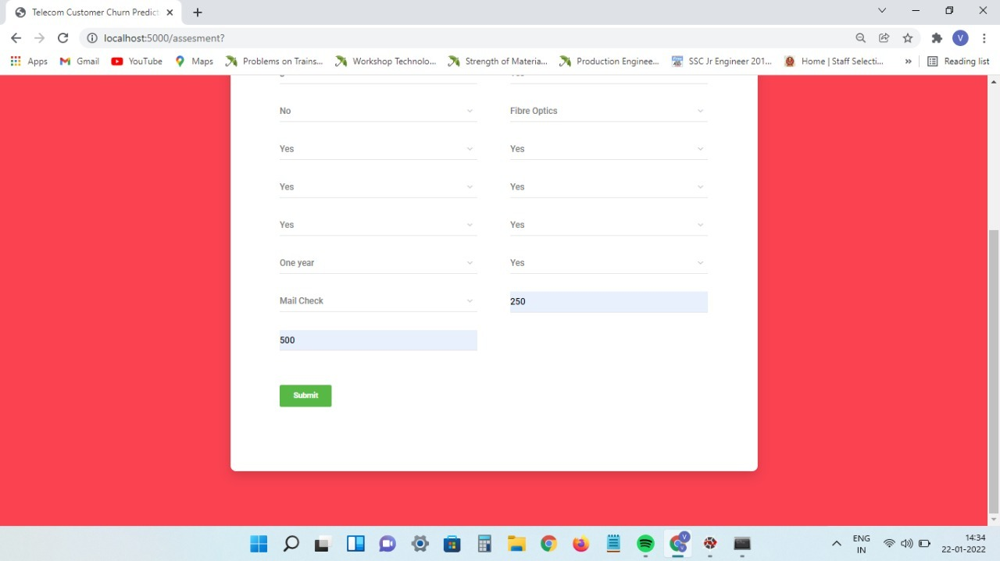 Telecom Customer Churn Predict
localhost:5000/assesment?
V
Apps Gmail YouTube Maps Problems on Trains... Workshop Technolo... Strength of Materia... Production Enginee... SSC Jr Engineer 201... Home | Staff Selecti... » Reading list
No Fibre Optics
Yes Yes
Yes Yes
Yes Yes
One year Yes
Mail Check 250
500
Submit
ENG 14:34
IN 22-01-2022